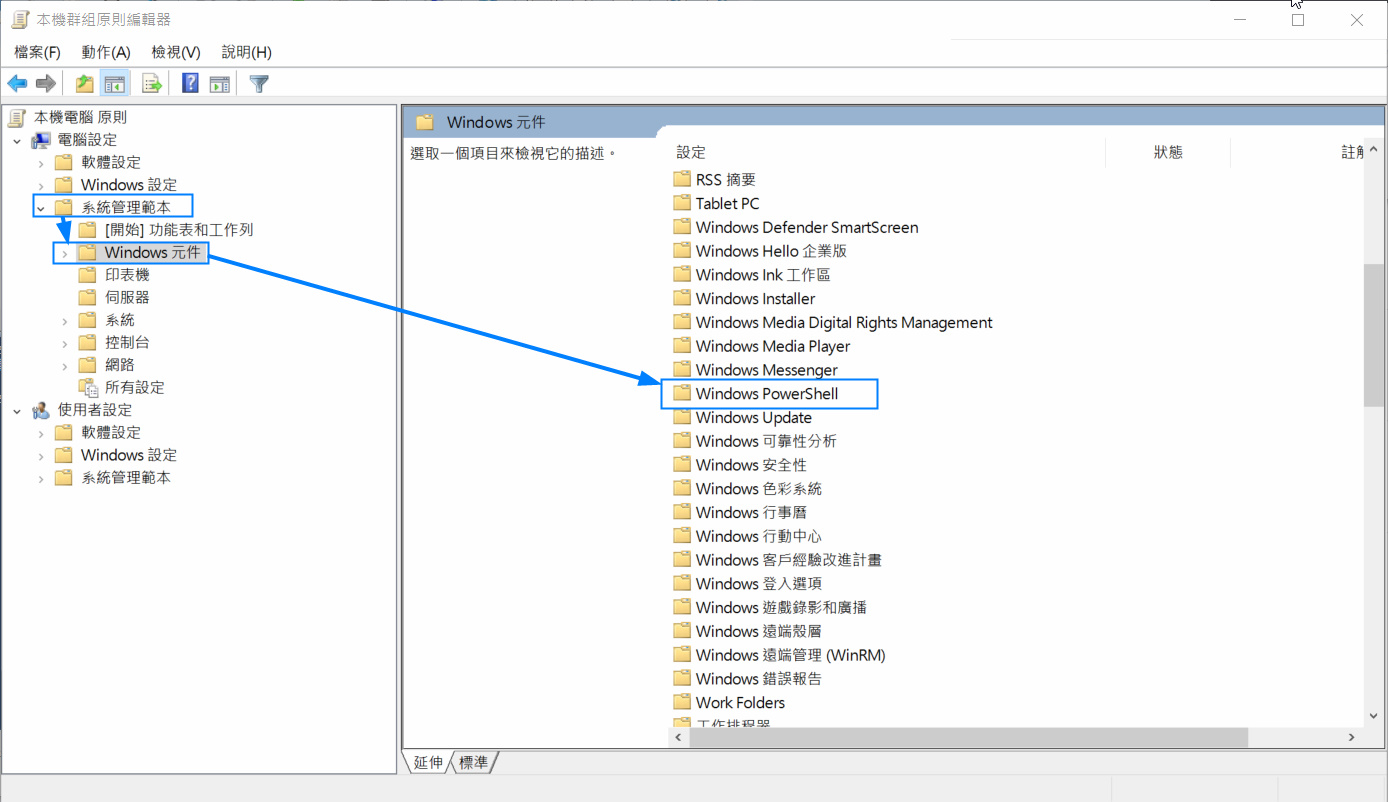 本機群組原則編輯器
檔案(F) 動作(A) 檢視(V) 說明(H)
本機電腦 原則
電腦設定
軟體設定
Windows 設定
系統管理範本
[開始] 功能表和工作列
Windows 元件
印表機
伺服器
系統
控制台
網路
所有設定
使用者設定
軟體設定
Windows 設定
系統管理範本
Windows 元件
選取一個項目來檢視它的描述。
設定 狀態 註解
RSS 摘要
Tablet PC
Windows Defender SmartScreen
Windows Hello 企業版
Windows Ink 工作區
Windows Installer
Windows Media Digital Rights Management
Windows Media Player
Windows Messenger
Windows PowerShell
Windows Update
Windows 可靠性分析
Windows 安全性
Windows 色彩系統
Windows 行事曆
Windows 行動中心
Windows 客戶經驗改進計畫
Windows 登入選項
Windows 遊戲錄影和廣播
Windows 遠端殼層
Windows 遠端管理 (WinRM)
Windows 錯誤報告
Work Folders
工作排程器
延伸 標準